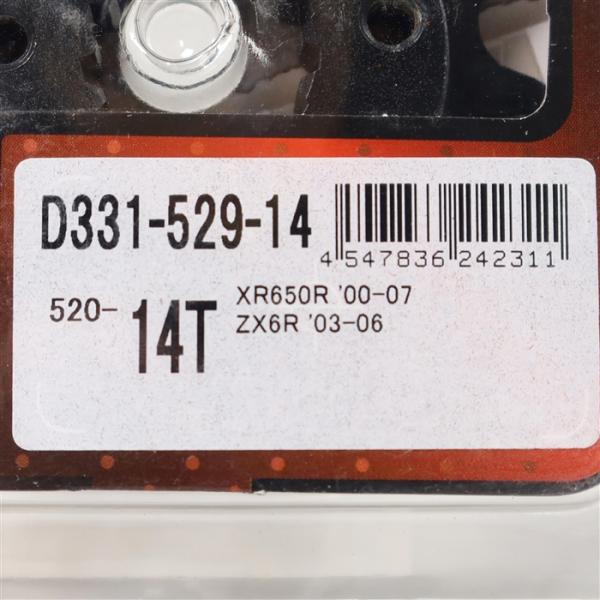 D331-529-14
4 547836 242311
520- 14T
XR650R '00-07
ZX6R '03-06